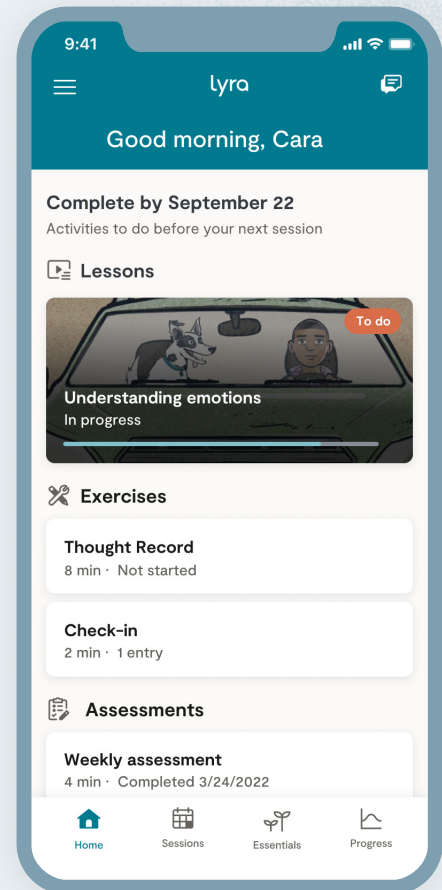 9:41
lyra
Good morning, Cara
Complete by September 22
Activities to do before your next session
Lessons
To do
Understanding emotions
In progress
Exercises
Thought Record
8 min · Not started
Check-in
2 min · 1 entry
Assessments
Weekly assessment
4 min · Completed 3/24/2022
Home
Sessions
Essentials
Progress